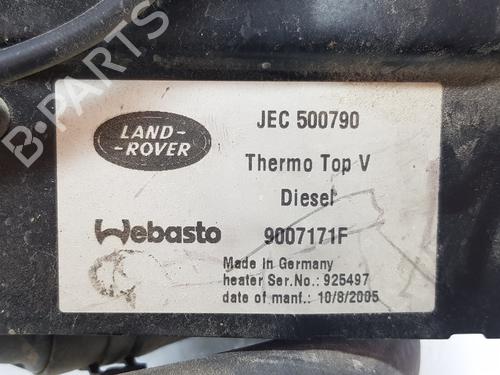 LAND-
-ROVER
JEC 500790
Thermo Top V
Diesel
Webasto
9007171F
Made In Germany
heater Ser.No.: 925497
date of manf.: 10/8/2005
B-PARTS